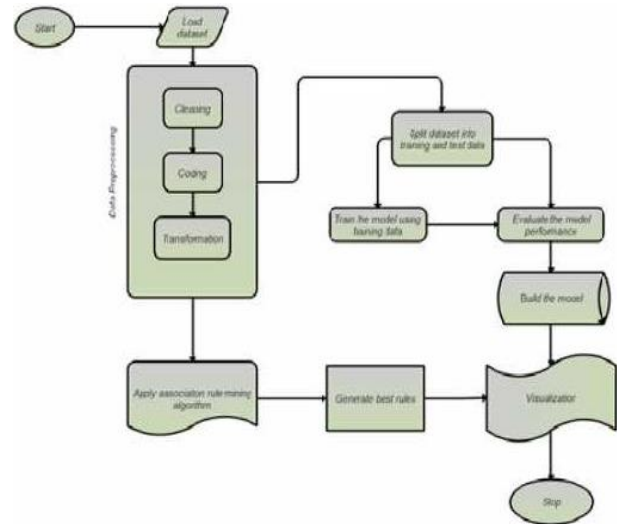 Start
Load
dataset
Data Preprocessing
Cleasing
Coding
Transformation
Split dataset into
training and test data
Train the model using
training data
Evaluate the model
performance
Build the model
Apply association rule mining
algorithm
Generate best rules
Visualization
Stop